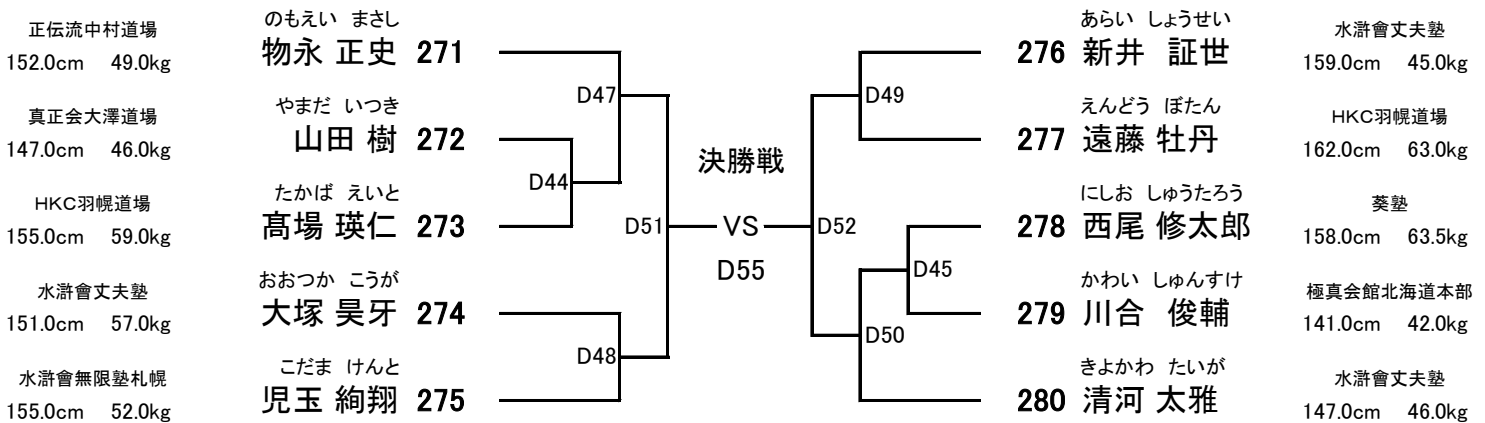 正伝流中村道場
152.0cm 49.0kg
のもえい まさし
物永 正史 271
真正会大澤道場
147.0cm 46.0kg
やまだ いつき
山田 樹 272
HKC羽幌道場
155.0cm 59.0kg
たかば えいと
髙場 瑛仁 273
水滸會丈夫塾
151.0cm 57.0kg
おおつか こうが
大塚 昊牙 274
水滸會無限塾札幌
155.0cm 52.0kg
こだま けんと
児玉 絢翔 275
D47
D44
D51
D48
決勝戦
VS
D55
D49
D52
D45
D50
あらい しょうせい
276 新井 証世
水滸會丈夫塾
159.0cm 45.0kg
えんどう ぼたん
277 遠藤 牡丹
HKC羽幌道場
162.0cm 63.0kg
にしお しゅうたろう
278 西尾 修太郎
葵塾
158.0cm 63.5kg
かわい しゅんすけ
279 川合 俊輔
極真会館北海道本部
141.0cm 42.0kg
きよかわ たいが
280 清河 太雅
水滸會丈夫塾
147.0cm 46.0kg